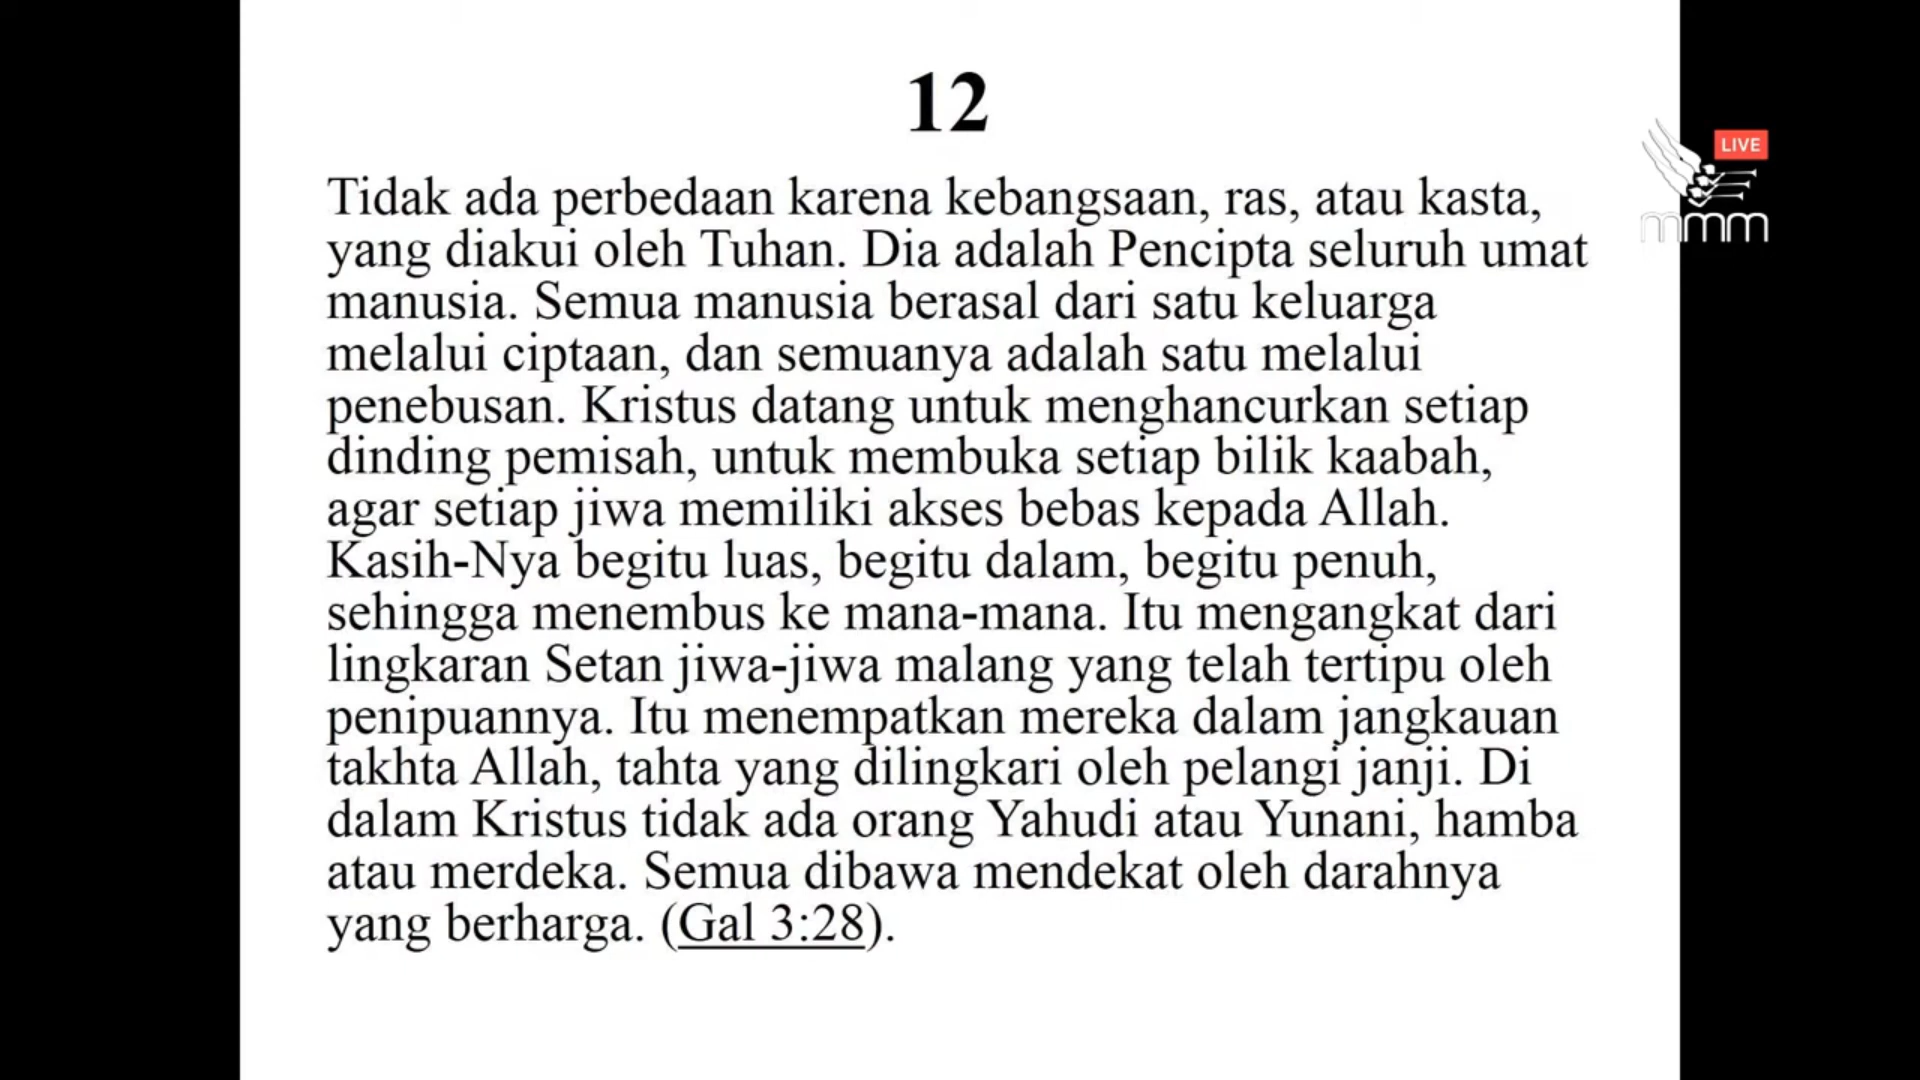 12
Tidak ada perbedaan karena kebangsaan, ras, atau kasta,
yang diakui oleh Tuhan. Dia adalah Pencipta seluruh umat
manusia. Semua manusia berasal dari satu keluarga
melalui ciptaan, dan semuanya adalah satu melalui
penebusan. Kristus datang untuk menghancurkan setiap
dinding pemisah, untuk membuka setiap bilik kaabah,
agar setiap jiwa memiliki akses bebas kepada Allah.
Kasih-Nya begitu luas, begitu dalam, begitu penuh,
sehingga menembus ke mana-mana. Itu mengangkat dari
lingkaran Setan jiwa-jiwa malang yang telah tertipu oleh
penipuannya. Itu menempatkan mereka dalam jangkauan
takhta Allah, tahta yang dilingkari oleh pelangi janji. Di
dalam Kristus tidak ada orang Yahudi atau Yunani, hamba
atau merdeka. Semua dibawa mendekat oleh darahnya
yang berharga. (Gal 3:28).
LIVE
mmm